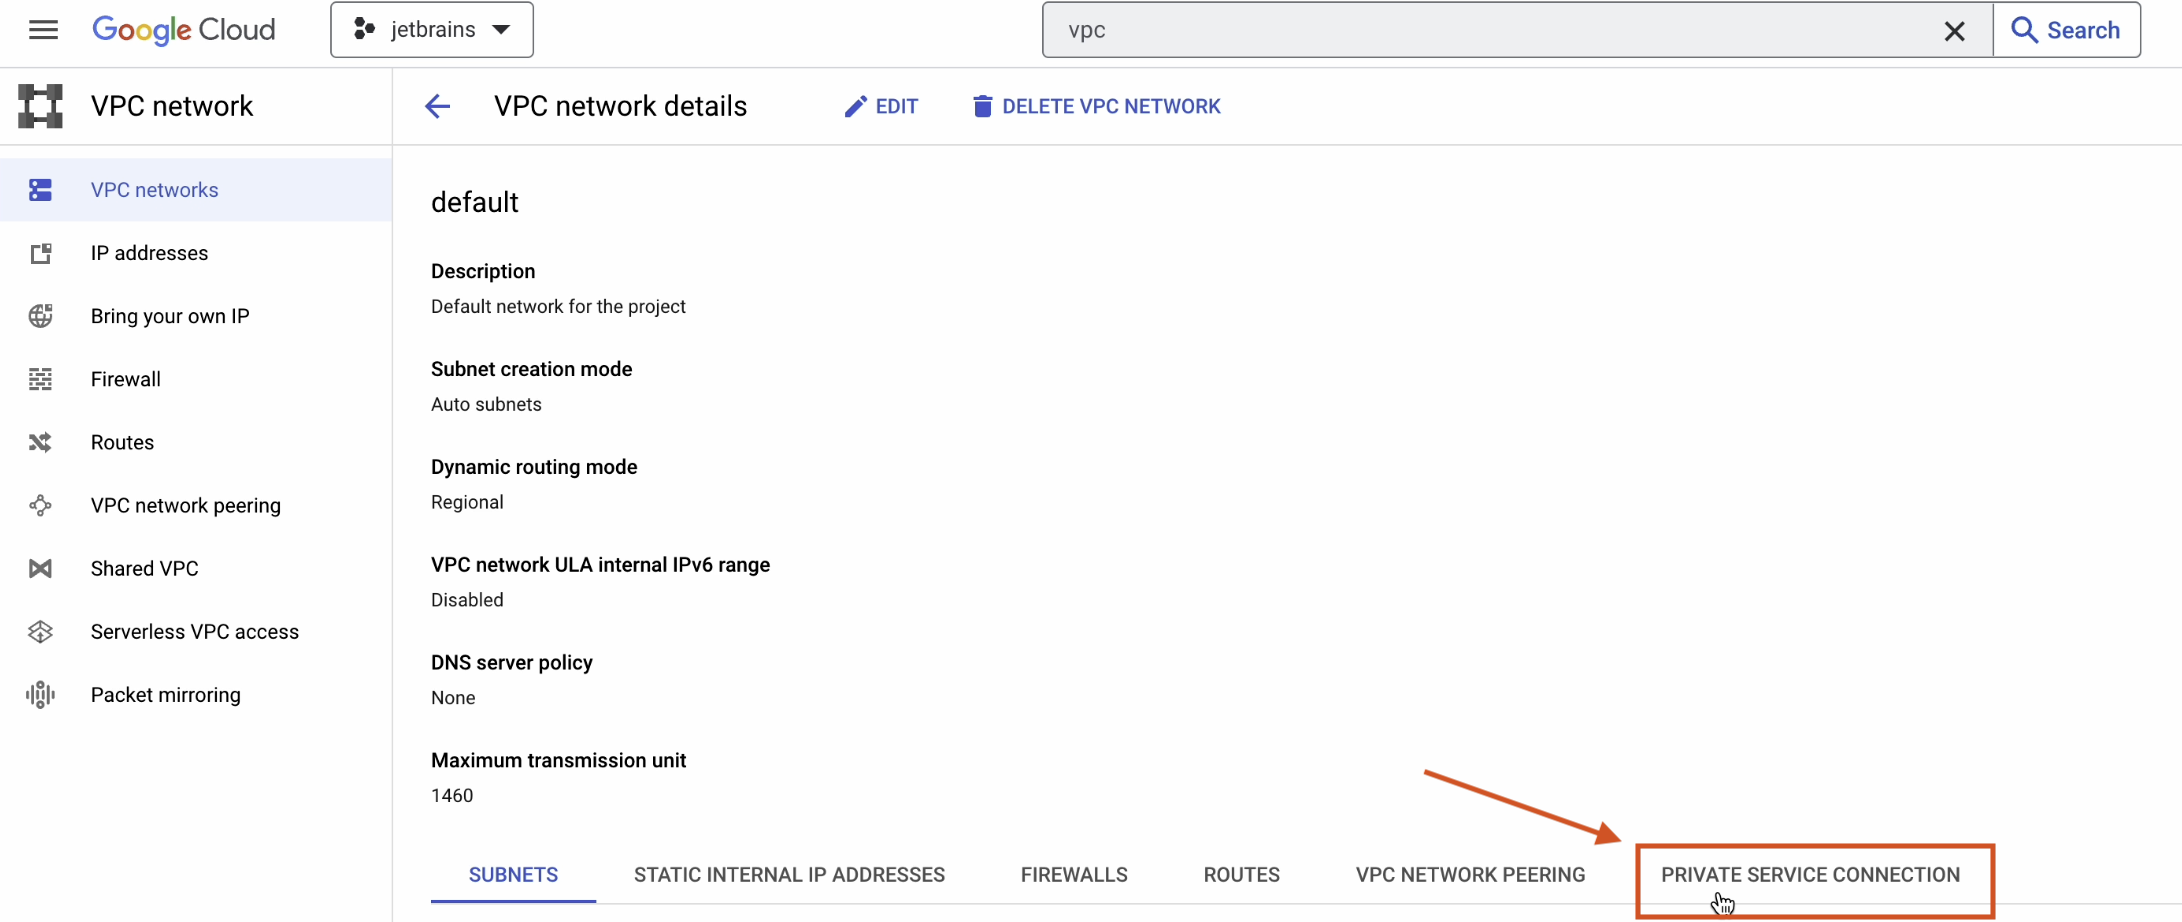 Google Cloud
jetbrains
vpc
Search
VPC network
VPC network details
EDIT
DELETE VPC NETWORK
VPC networks
IP addresses
Bring your own IP
Firewall
Routes
VPC network peering
Shared VPC
Serverless VPC access
Packet mirroring
default
Description
Default network for the project
Subnet creation mode
Auto subnets
Dynamic routing mode
Regional
VPC network ULA internal IPv6 range
Disabled
DNS server policy
None
Maximum transmission unit
1460
SUBNETS
STATIC INTERNAL IP ADDRESSES
FIREWALLS
ROUTES
VPC NETWORK PEERING
PRIVATE SERVICE CONNECTION